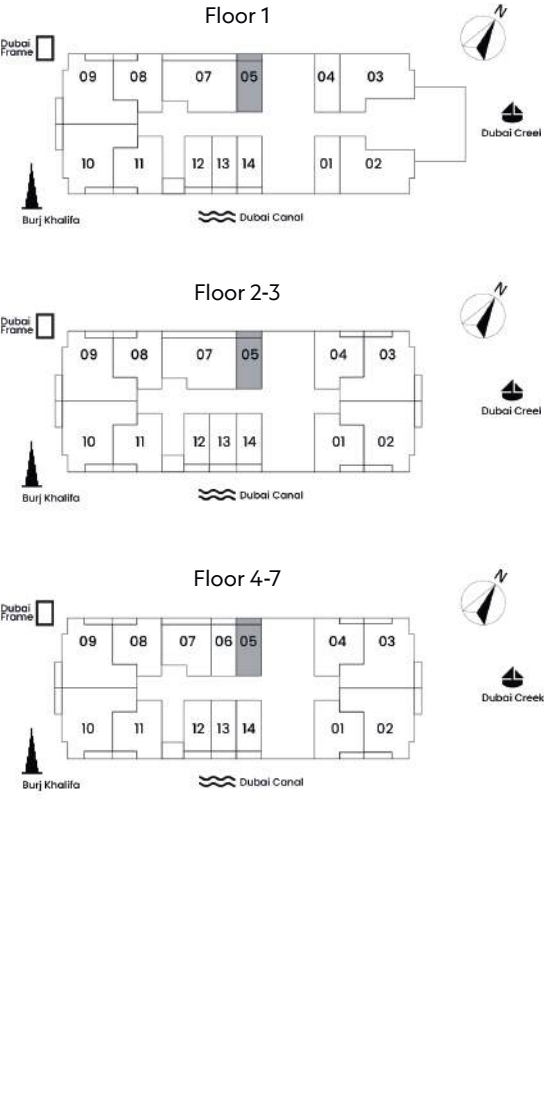 Floor 1
N
Dubai
Frame
09 08 07 05 04 03
Dubai Creel
10 11 12 13 14 01 02
Burj Khalifa
Dubai Canal
Floor 2-3
N
Dubai
Frame
09 08 07 05 04 03
Dubai Creel
10 11 12 13 14 01 02
Burj Khalifa
Dubai Canal
Floor 4-7
N
Dubai
Frame
09 08 07 06 05 04 03
Dubai Creek
10 11 12 13 14 01 02
Burj Khalifa
Dubai Canal